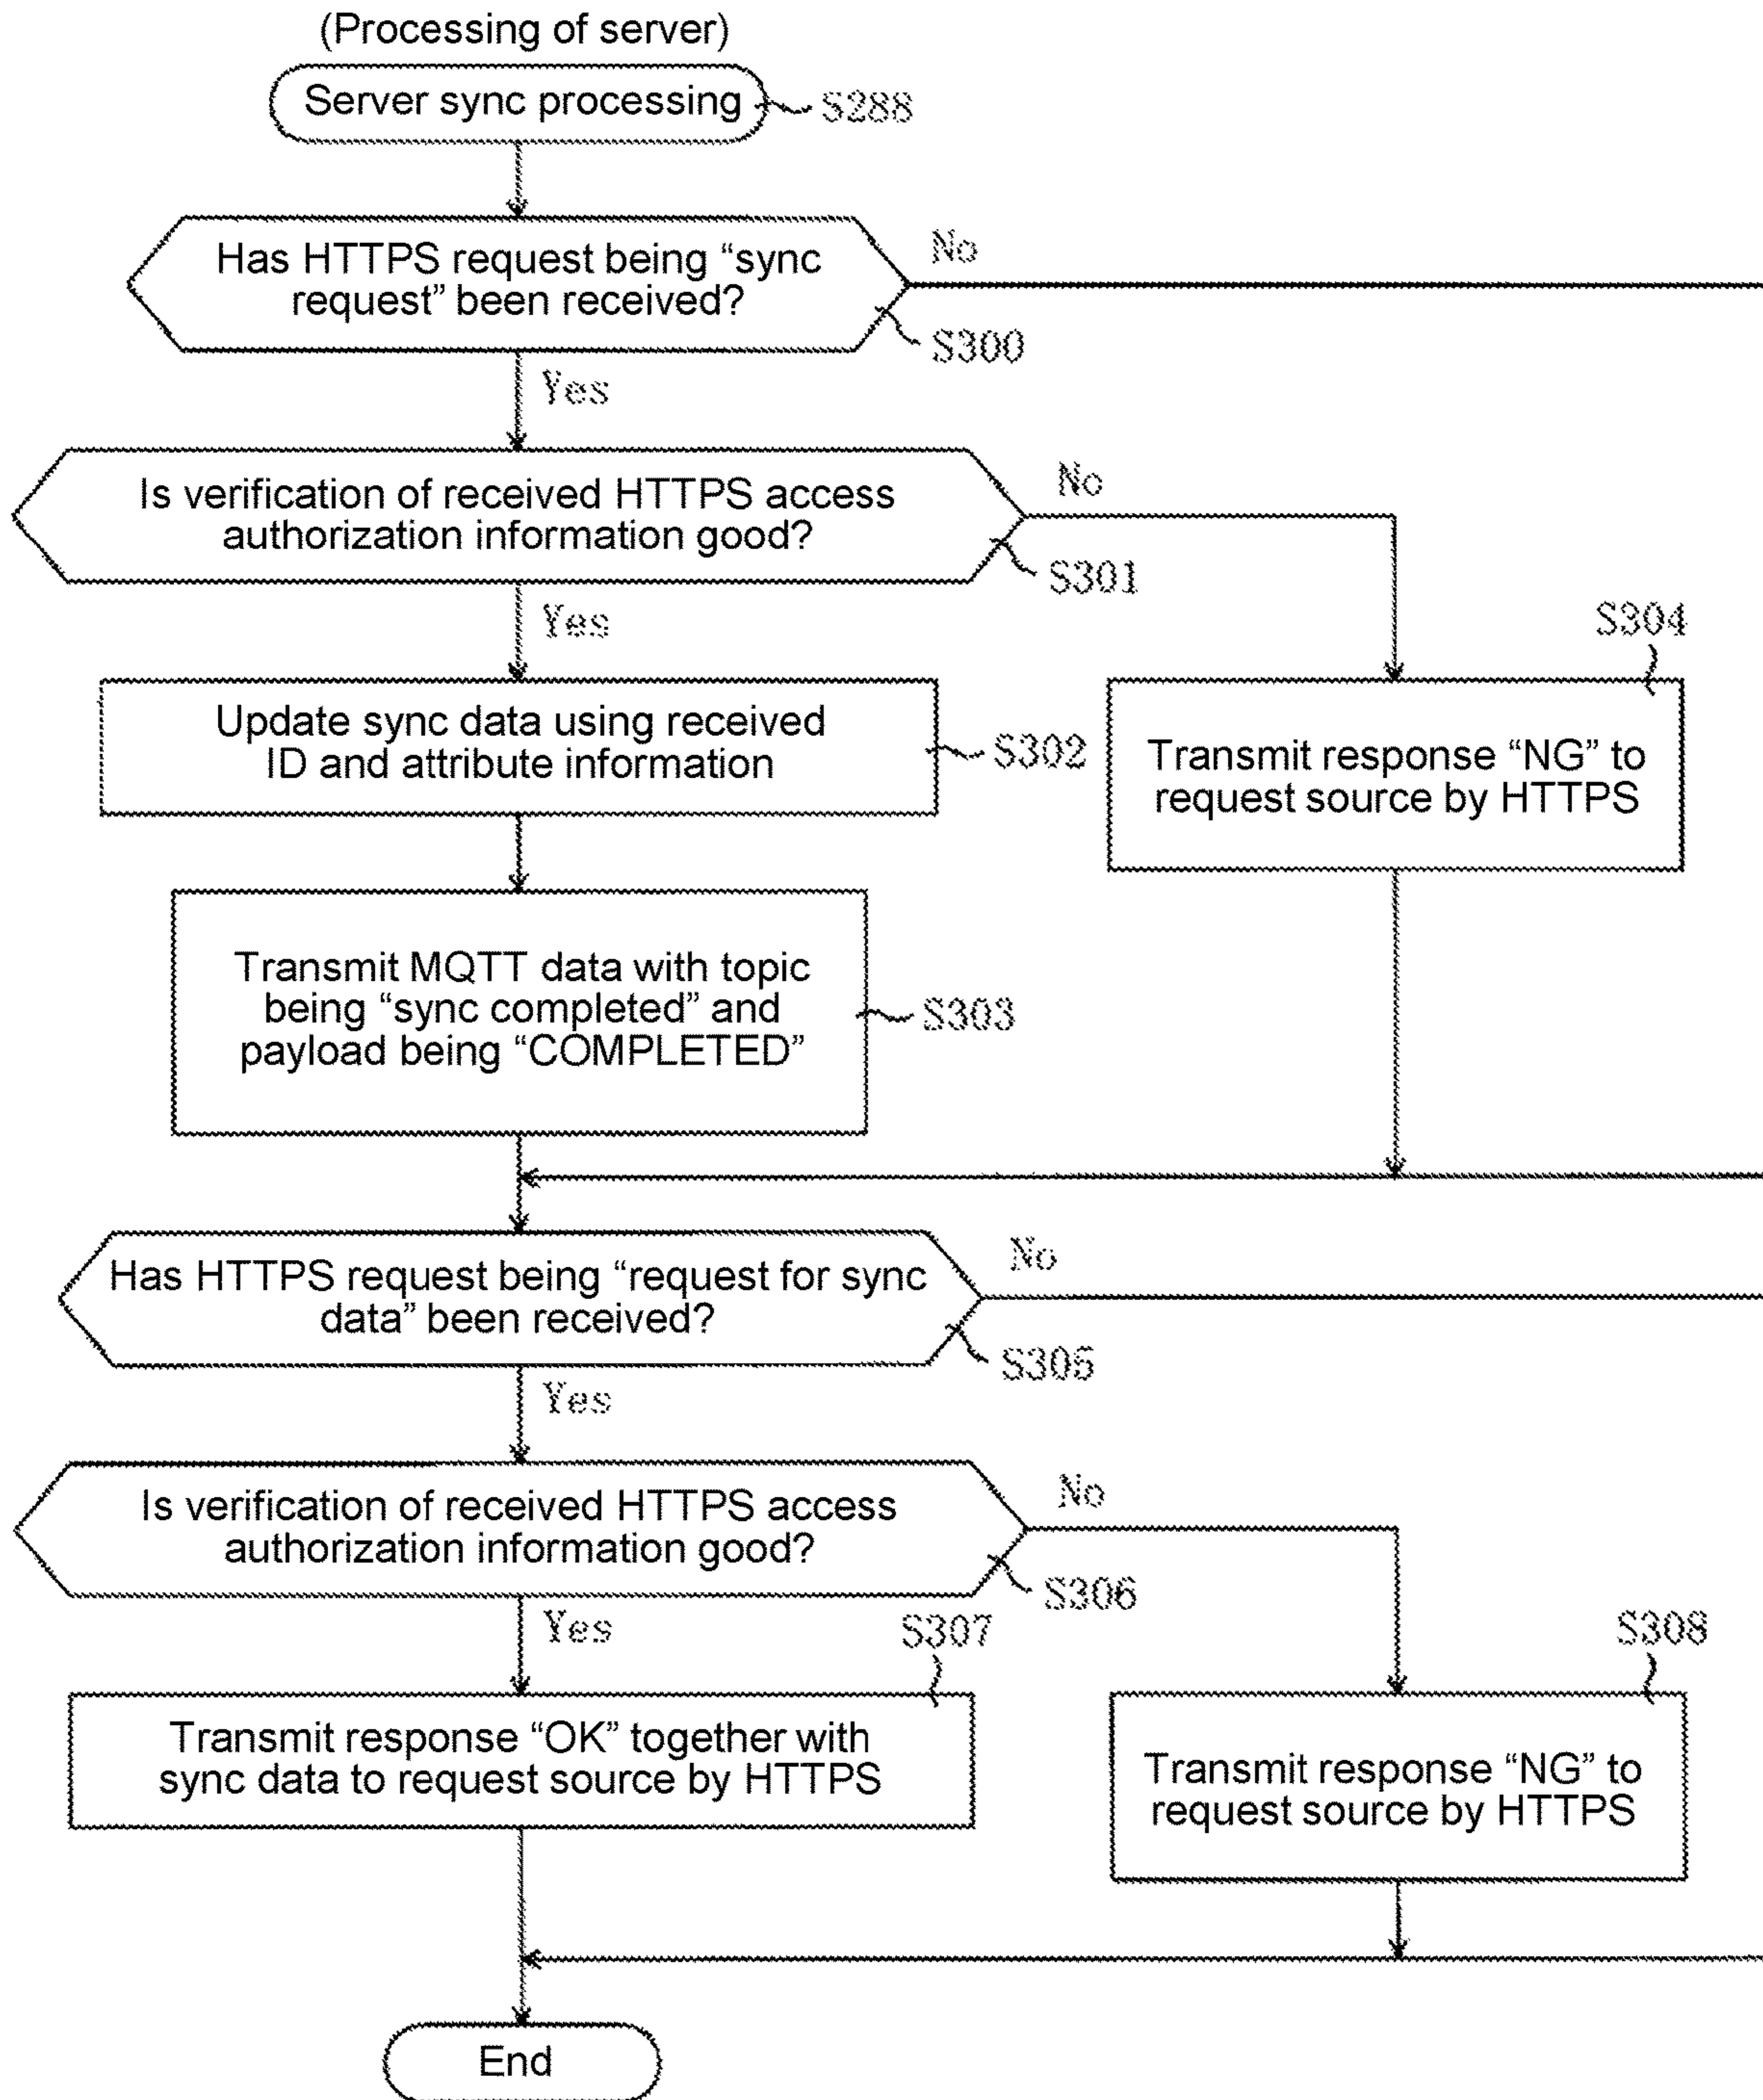 (Processing of server)
Server sync processing
S288
Has HTTPS request being “sync
request” been received?
No
S300
Yes
Is verification of received HTTPS access
authorization information good?
No
S301
Yes
S304
Update sync data using received
ID and attribute information
S302
Transmit response “NG” to
request source by HTTPS
Transmit MQTT data with topic
being “sync completed” and
payload being “COMPLETED”
S303
Has HTTPS request being “request for sync
data” been received?
No
S305
Yes
Is verification of received HTTPS access
authorization information good?
No
S306
Yes
S307
S308
Transmit response “OK” together with
sync data to request source by HTTPS
Transmit response “NG” to
request source by HTTPS
End